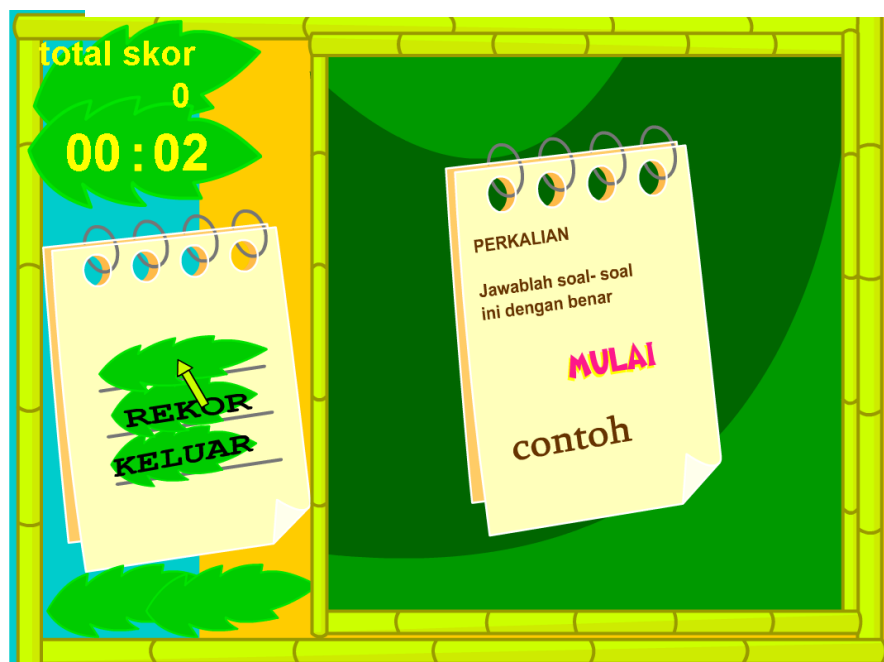 total skor
0
00:02
REKOR
KELUAR
PERKALIAN
Jawablah soal- soal
ini dengan benar
MULAI
contoh